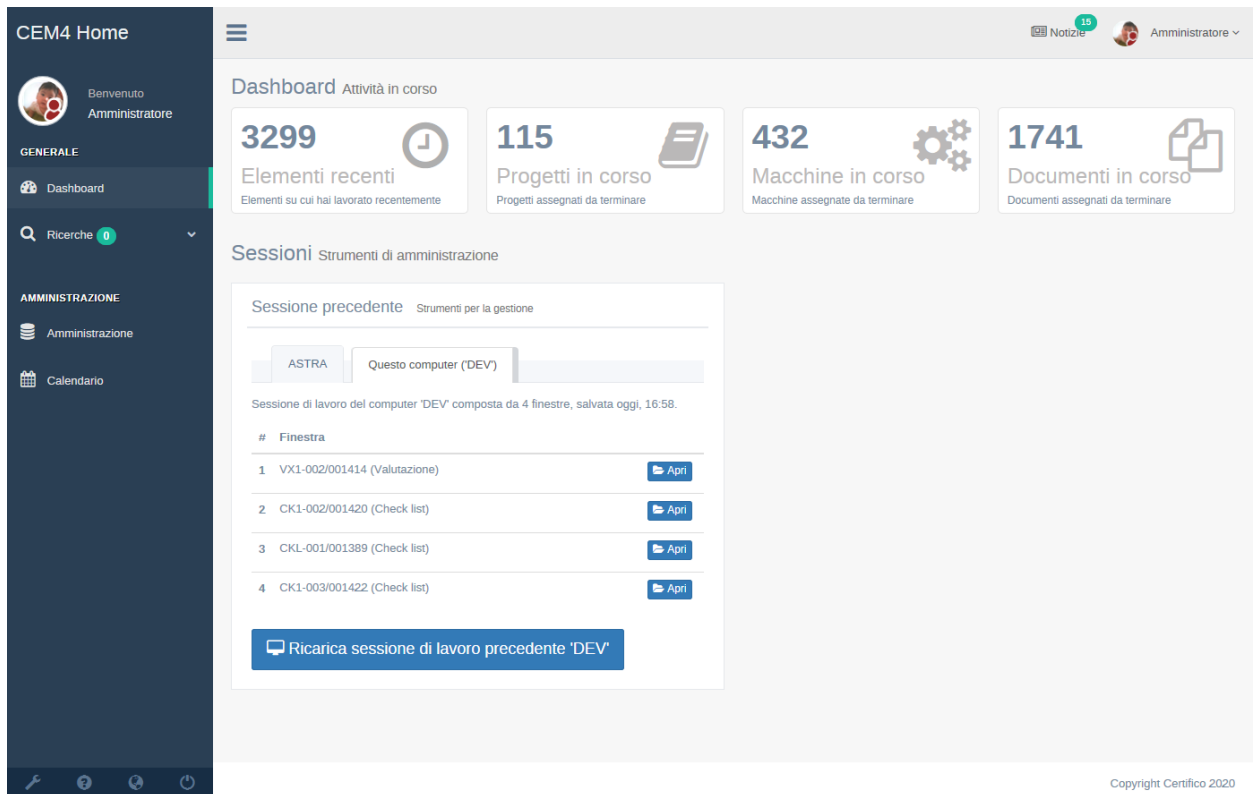 CEM4 Home
15
Notizie
Amministratore
Benvenuto
Amministratore
GENERALE
Dashboard
Ricerche 0
AMMINISTRAZIONE
Amministrazione
Calendario
Dashboard Attività in corso
3299
Elementi recenti
Elementi su cui hai lavorato recentemente
115
Progetti in corso
Progetti assegnati da terminare
432
Macchine in corso
Macchine assegnate da terminare
1741
Documenti in corso
Documenti assegnati da terminare
Sessioni Strumenti di amministrazione
Sessione precedente Strumenti per la gestione
ASTRA
Questo computer ('DEV')
Sessione di lavoro del computer 'DEV' composta da 4 finestre, salvata oggi, 16:58.
# Finestra
1 VX1-002/001414 (Valutazione) Apri
2 CK1-002/001420 (Check list) Apri
3 CKL-001/001389 (Check list) Apri
4 CK1-003/001422 (Check list) Apri
Ricarica sessione di lavoro precedente 'DEV'
Copyright Certifico 2020